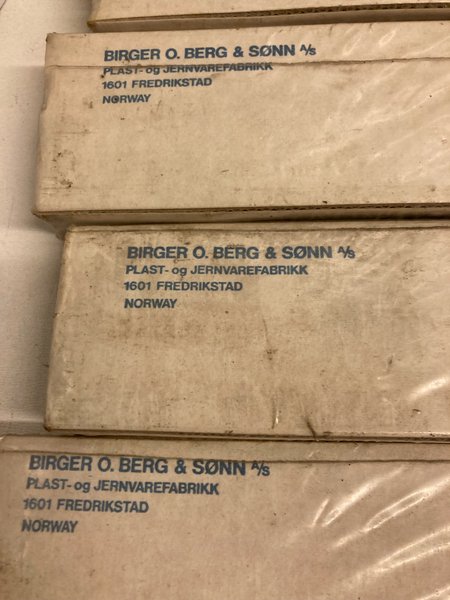 BIRGER O. BERG & SØNN A/S
PLAST- og JERNVAREFABRIKK
1601 FREDRIKSTAD
NORWAY
BIRGER O. BERG & SØNN A/S
PLAST- og JERNVAREFABRIKK
1601 FREDRIKSTAD
NORWAY
BIRGER O. BERG & SØNN A/S
PLAST- og JERNVAREFABRIKK
1601 FREDRIKSTAD
NORWAY